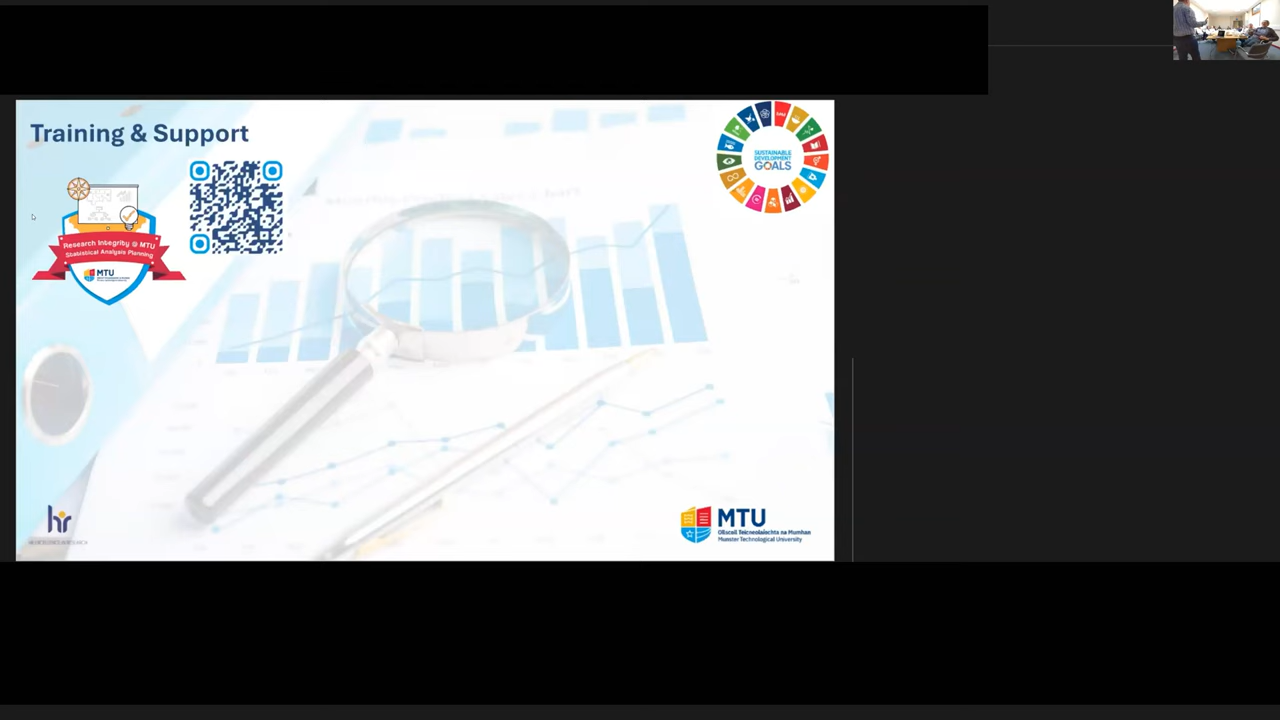 Training & Support
SUSTAINABLE
DEVELOPMENT
GOALS
Research Integrity @ MTU
Statistical Analysis Planning
MTU
hr
MTU
Ollscoil Teicneolaíochta na Mumhan
Munster Technological University